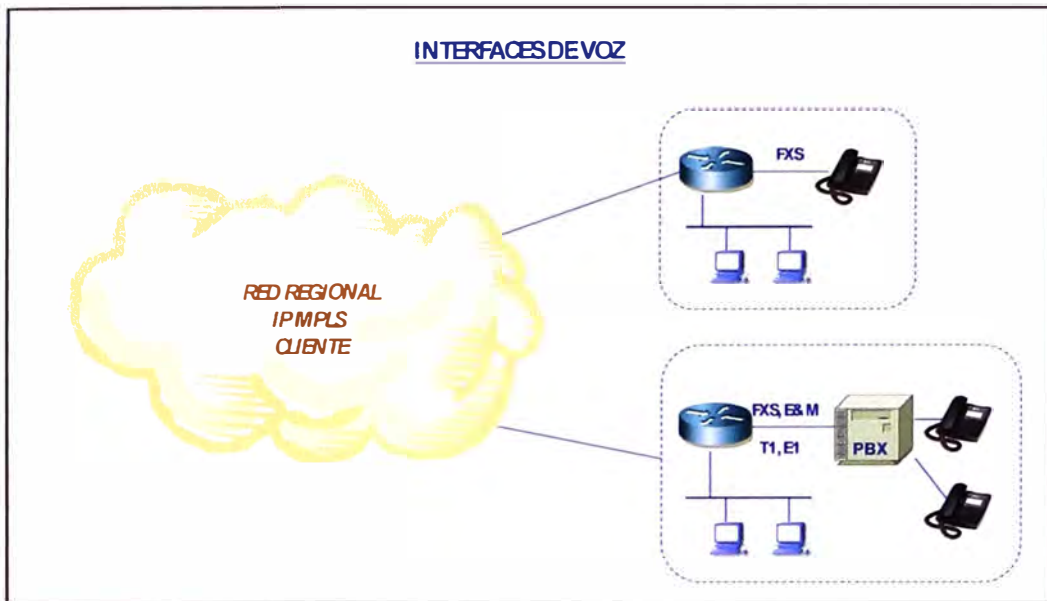 INTERFACES DE VOZ
FXS
RED REGIONAL
IP MPLS
CLIENTE
FXS, E&M
T1, E1
PBX